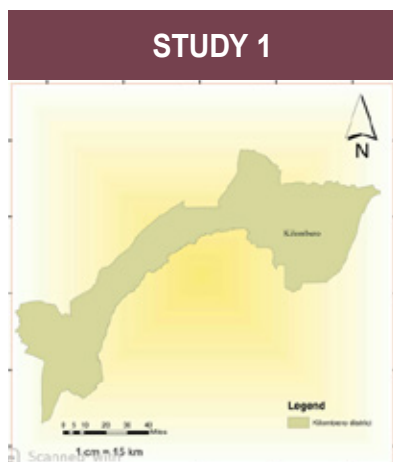 STUDY 1
N
Kilombero
Legend
Kilombero district
0 5 10 20 30 40
Miles
1 cm = 15 km
Scanned with